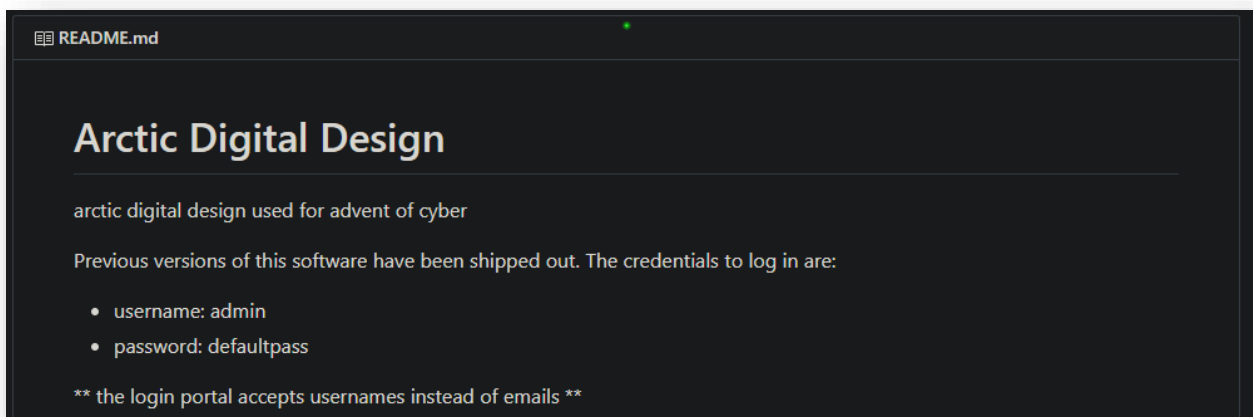 README.md
Arctic Digital Design
arctic digital design used for advent of cyber
Previous versions of this software have been shipped out. The credentials to log in are:
• username: admin
• password: defaultpass
** the login portal accepts usernames instead of emails **